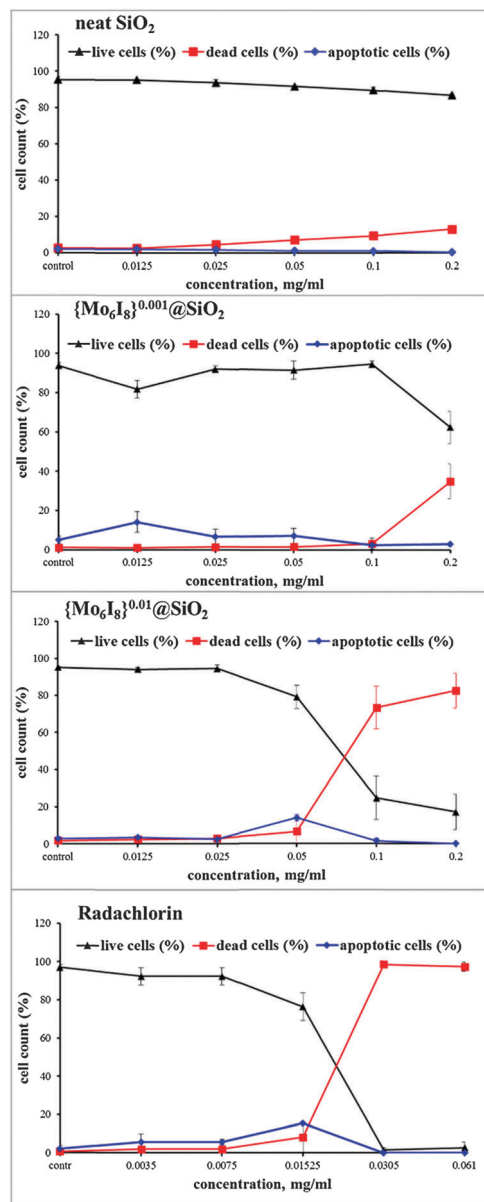 neat SiO₂
live cells (%) dead cells (%) apoptotic cells (%)
120
100
80
60
40
20
0
cell count (%)
control 0.0125 0.025 0.05 0.1 0.2
concentration, mg/ml
{Mo₆I₈}⁰·⁰⁰¹@SiO₂
live cells (%) dead cells (%) apoptotic cells (%)
120
100
80
60
40
20
0
cell count (%)
control 0.0125 0.025 0.05 0.1 0.2
concentration, mg/ml
{Mo₆I₈}⁰·⁰¹@SiO₂
live cells (%) dead cells (%) apoptotic cells (%)
120
100
80
60
40
20
0
cell count (%)
control 0.0125 0.025 0.05 0.1 0.2
concentration, mg/ml
Radachlorin
live cells (%) dead cells (%) apoptotic cells (%)
120
100
80
60
40
20
0
cell count (%)
contr 0.0035 0.0075 0.01525 0.0305 0.061
concentration, mg/ml